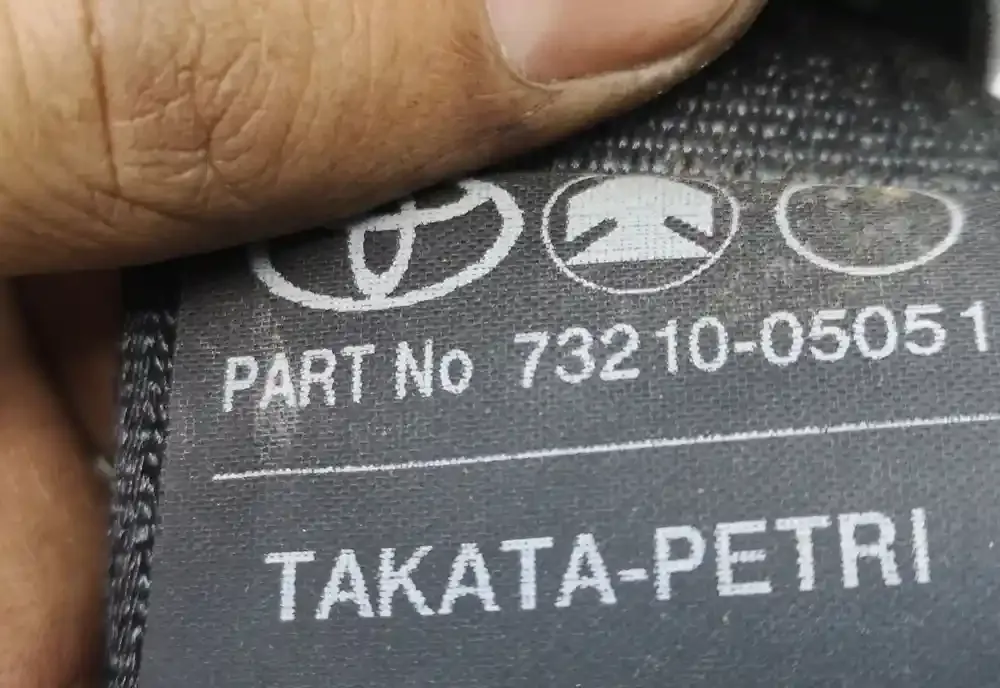 PART No 73210-05051
TAKATA-PETRI